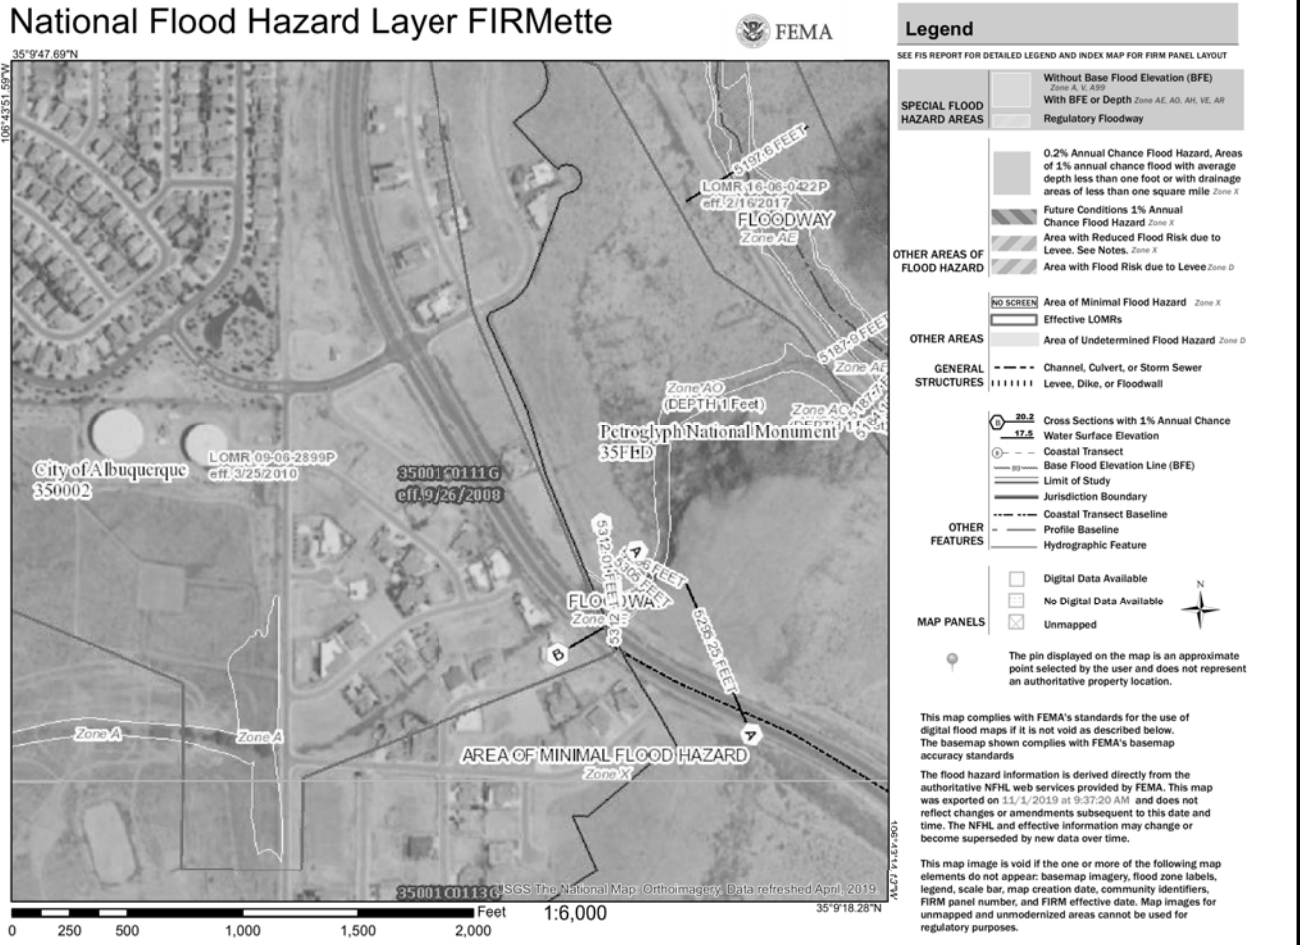 National Flood Hazard Layer FIRMette
FEMA
35°9'47.69"N
106°43'51.59"W
5197.6 FEET
LOMR 16-06-0422P
eff. 2/16/2017
FLOODWAY
Zone AE
5187.9 FEET
Zone AE
Zone AO
(DEPTH 1 Feet)
Petroglyph National Monument
35FED
City of Albuquerque
350002
LOMR 09-06-2899P
eff. 3/25/2010
35001C0111G
eff. 9/26/2008
A
5305 FEET
B
5295.25 FEET
A
Zone A
Zone A
AREA OF MINIMAL FLOOD HAZARD
Zone X
35001C0113G
USGS The National Map: Orthoimagery. Data refreshed April, 2019.
106°43'14.13"W
35°9'18.28"N
Feet
1:6,000
0
250
500
1,000
1,500
2,000
Legend
SEE FIS REPORT FOR DETAILED LEGEND AND INDEX MAP FOR FIRM PANEL LAYOUT
SPECIAL FLOOD
HAZARD AREAS
Without Base Flood Elevation (BFE)
Zone A, V, A99
With BFE or Depth Zone AE, AO, AH, VE, AR
Regulatory Floodway
OTHER AREAS OF
FLOOD HAZARD
0.2% Annual Chance Flood Hazard, Areas
of 1% annual chance flood with average
depth less than one foot or with drainage
areas of less than one square mile Zone X
Future Conditions 1% Annual
Chance Flood Hazard Zone X
Area with Reduced Flood Risk due to
Levee. See Notes. Zone X
Area with Flood Risk due to Levee Zone D
OTHER AREAS
NO SCREEN Area of Minimal Flood Hazard Zone X
Effective LOMRs
Area of Undetermined Flood Hazard Zone D
GENERAL
STRUCTURES
Channel, Culvert, or Storm Sewer
Levee, Dike, or Floodwall
OTHER
FEATURES
B 20.2 Cross Sections with 1% Annual Chance
17.5 Water Surface Elevation
Coastal Transect
Base Flood Elevation Line (BFE)
Limit of Study
Jurisdiction Boundary
Coastal Transect Baseline
Profile Baseline
Hydrographic Feature
MAP PANELS
Digital Data Available
No Digital Data Available
Unmapped
N
The pin displayed on the map is an approximate
point selected by the user and does not represent
an authoritative property location.
This map complies with FEMA's standards for the use of
digital flood maps if it is not void as described below.
The basemap shown complies with FEMA's basemap
accuracy standards
The flood hazard information is derived directly from the
authoritative NFHL web services provided by FEMA. This map
was exported on 11/1/2019 at 9:37:20 AM and does not
reflect changes or amendments subsequent to this date and
time. The NFHL and effective information may change or
become superseded by new data over time.
This map image is void if the one or more of the following map
elements do not appear: basemap imagery, flood zone labels,
legend, scale bar, map creation date, community identifiers,
FIRM panel number, and FIRM effective date. Map images for
unmapped and unmodernized areas cannot be used for
regulatory purposes.